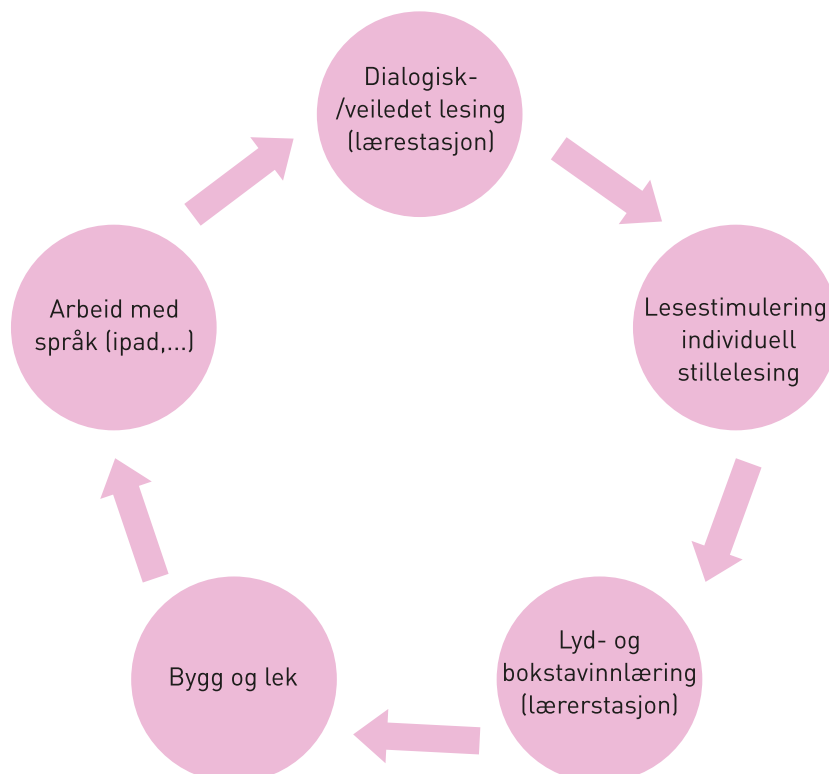 Dialogisk-
/veiledet lesing
(lærestasjon)
Lesestimulering
individuell
stillelesing
Lyd- og
bokstavinnlæring
(lærerstasjon)
Bygg og lek
Arbeid med
språk (ipad,...)